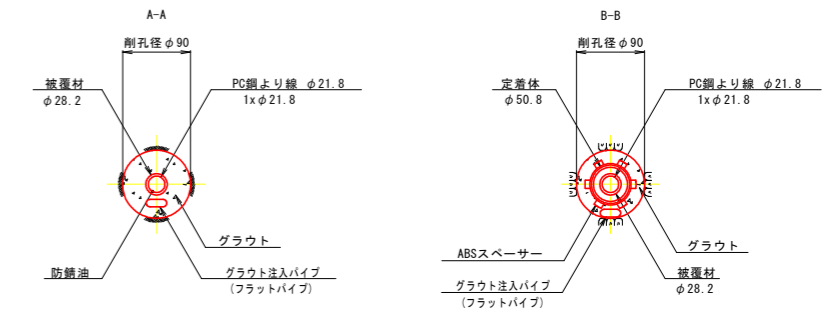 A-A
削孔径φ90
被覆材
φ28.2
PC鋼より線 φ21.8
1xφ21.8
グラウト
防錆油
グラウト注入パイプ
(フラットパイプ)
B-B
削孔径φ90
定着体
φ50.8
PC鋼より線 φ21.8
1xφ21.8
ABSスペーサー
グラウト
グラウト注入パイプ
(フラットパイプ)
被覆材
φ28.2